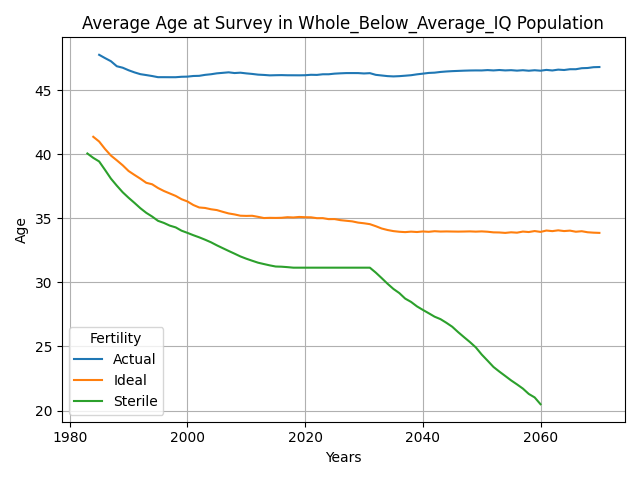 Average Age at Survey in Whole_Below_Average_IQ Population
45
40
35
30
25
20
Age
Fertility
Actual
Ideal
Sterile
1980 2000 2020 2040 2060
Years